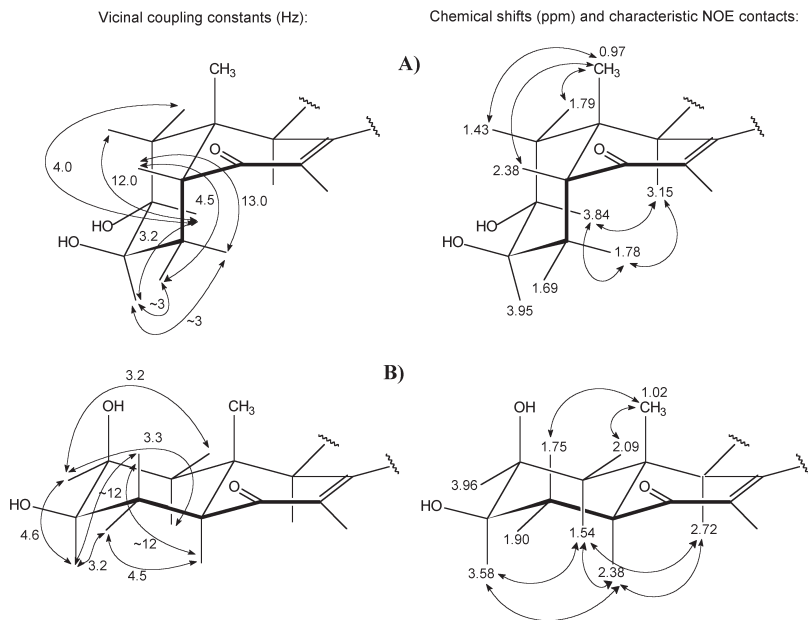 Vicinal coupling constants (Hz): Chemical shifts (ppm) and characteristic NOE contacts:
A)
CH3 0.97
CH3
1.79
1.43
O O
4.0 12.0 2.38
4.5 13.0 3.15
HO 3.2 HO 3.84
HO HO
1.78
~3 1.69
~3 3.95
B)
3.2 1.02
OH CH3 OH CH3
3.3 1.75 2.09
~12 O 3.96 O
HO HO
4.6 ~12 1.90 1.54 2.72
3.2 4.5 3.58 2.38